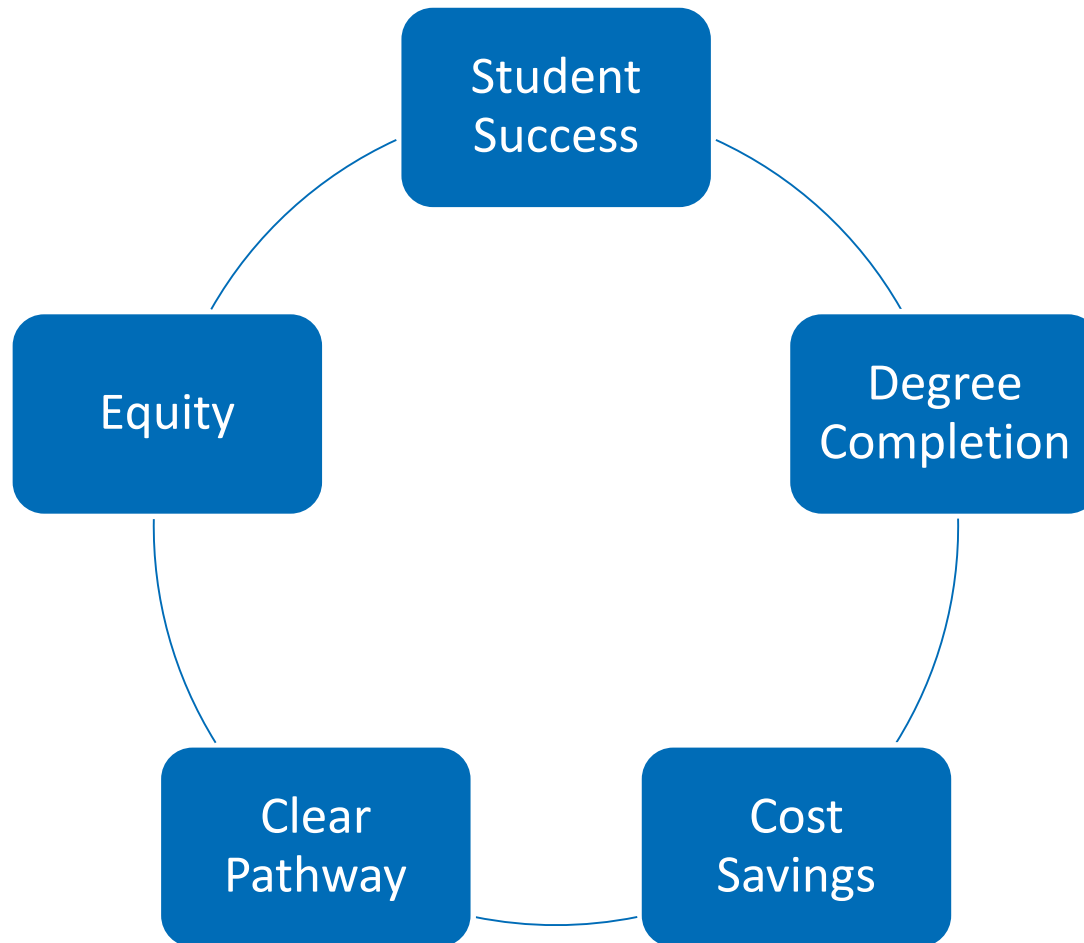 Student
Success
Degree
Completion
Cost
Savings
Clear
Pathway
Equity